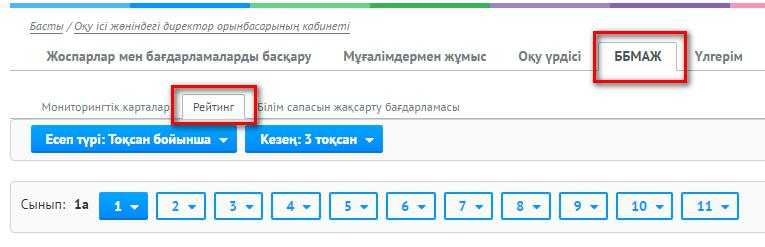 Басты / Оқу ісі жөніндегі директор орынбасарының кабинеті
Жоспарлар мен бағдарламаларды басқару Мұғалімдермен жұмыс Оқу үрдісі ББМАЖ Үлгерім
Мониторингтік карталар Рейтинг Білім сапасын жақсарту бағдарламасы
Есеп түрі: Тоқсан бойынша Кезең: 3 тоқсан
Сынып: 1а 1 2 3 4 5 6 7 8 9 10 11